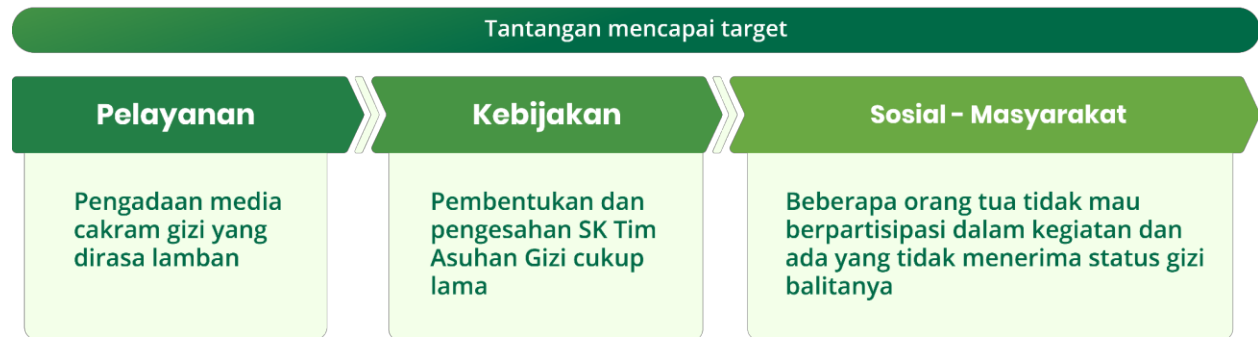 Tantangan mencapai target
Pelayanan
Kebijakan
Sosial - Masyarakat
Pengadaan media
cakram gizi yang
dirasa lamban
Pembentukan dan
pengesahan SK Tim
Asuhan Gizi cukup
lama
Beberapa orang tua tidak mau
berpartisipasi dalam kegiatan dan
ada yang tidak menerima status gizi
balitanya